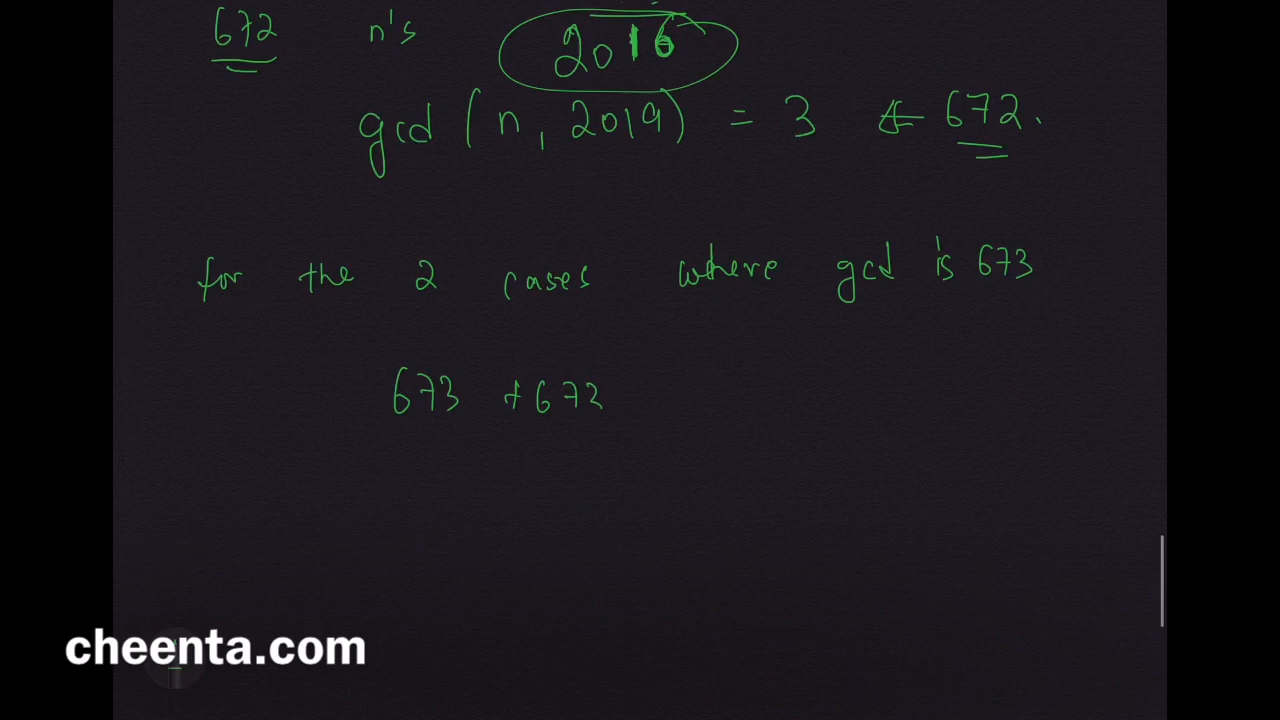 672 n's 2016
gcd ( n , 2019 ) = 3 ⇐ 672.
for the 2 cases where gcd is 673
673 + 672
cheenta.com